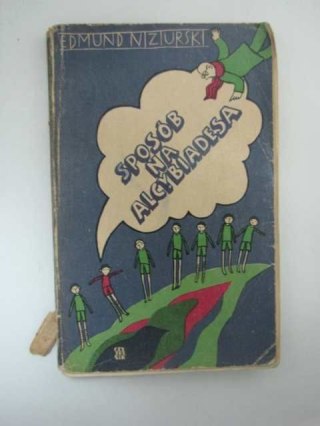 EDMUND NIZIURSKI
SPOSÓB
NA
ALCYBIADESA